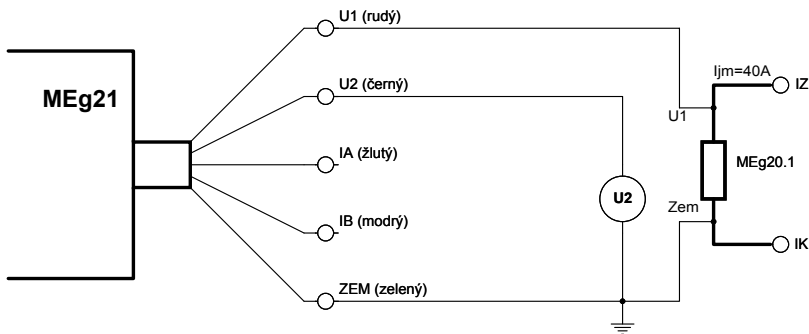 U1 (rudý)
MEg21
U2 (černý)
Ijm=40A
IZ
U1
IA (žlutý)
MEg20.1
U2
Zem
IB (modrý)
IK
ZEM (zelený)